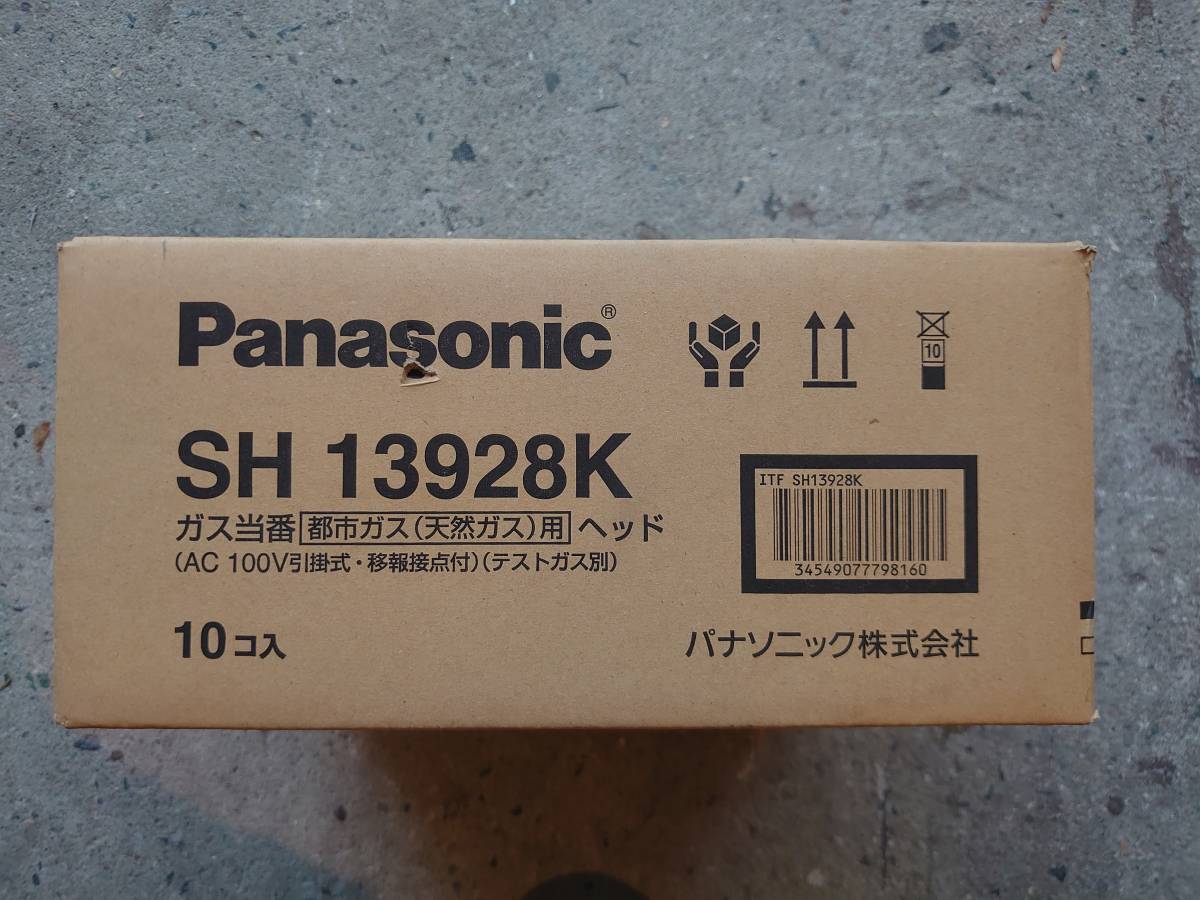 Panasonic®
10
SH 13928K
ガス当番 都市ガス(天然ガス)用 ヘッド
(AC 100V引掛式・移報接点付)(テストガス別)
ITF SH13928K
34549077798160
10コ入
パナソニック株式会社